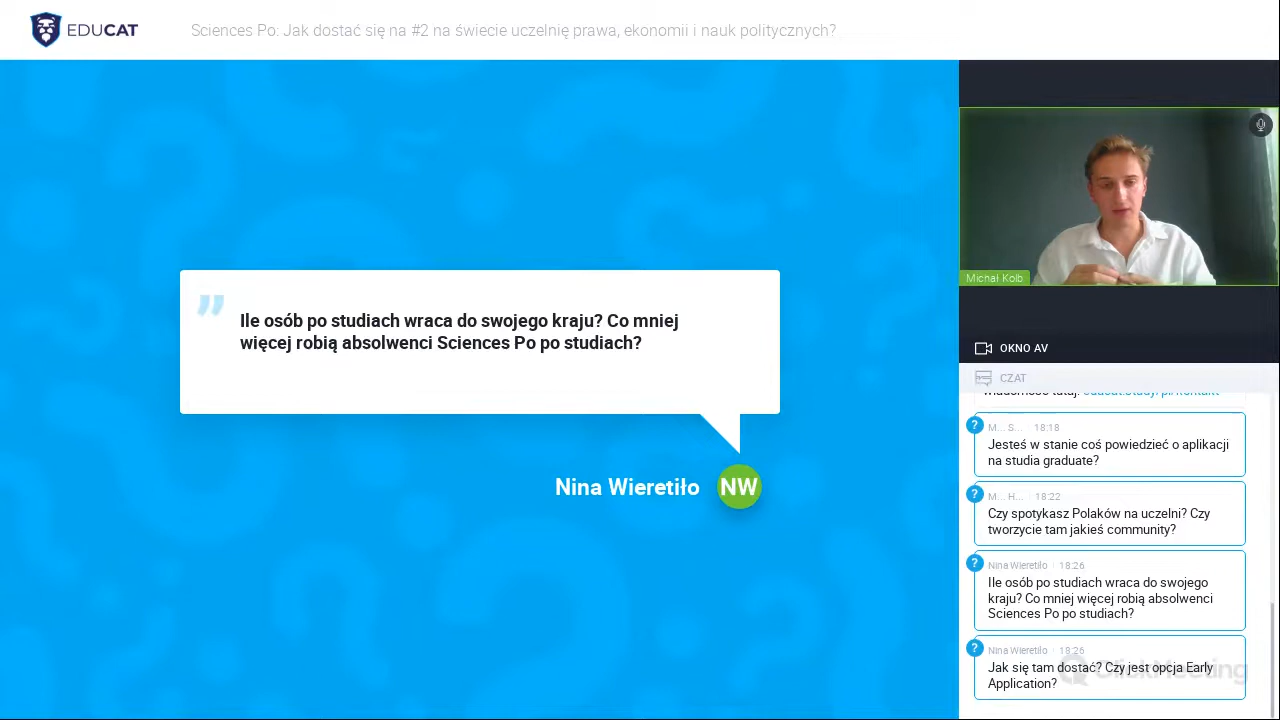 EDUCAT
Sciences Po: Jak dostać się na #2 na świecie uczelnię prawa, ekonomii i nauk politycznych?
Ile osób po studiach wraca do swojego kraju? Co mniej
więcej robią absolwenci Sciences Po po studiach?
Nina Wieretiło
NW
Michał Kolb
OKNO AV
CZAT
M... S... 18:18
Jesteś w stanie coś powiedzieć o aplikacji
na studia graduate?
M... H... 18:22
Czy spotykasz Polaków na uczelni? Czy
tworzycie tam jakieś community?
Nina Wieretiło 18:26
Ile osób po studiach wraca do swojego
kraju? Co mniej więcej robią absolwenci
Sciences Po po studiach?
Nina Wieretiło 18:26
Jak się tam dostać? Czy jest opcja Early
Application?
ClickMeeting